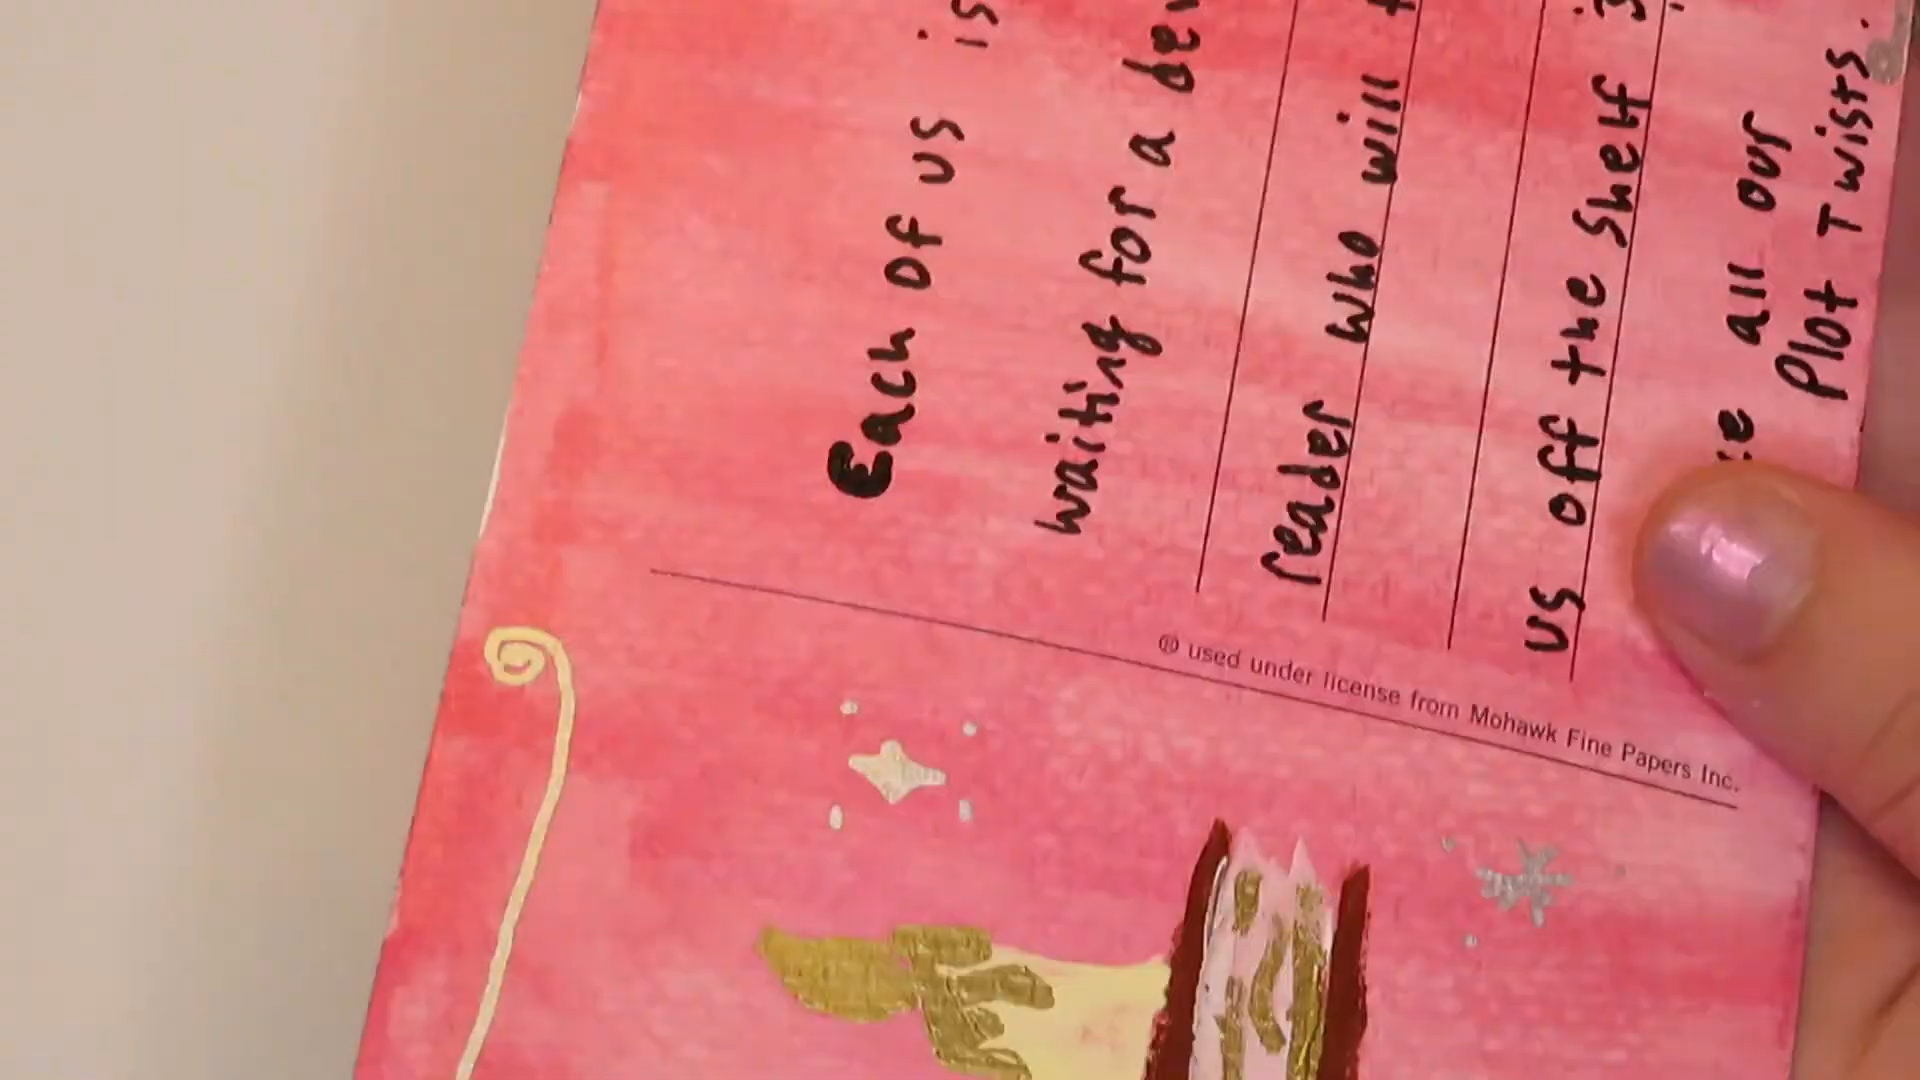 Each of us is
waiting for a
reader who will
us off the shelf
all our
Plot Twists.
® used under license from Mohawk Fine Papers Inc.